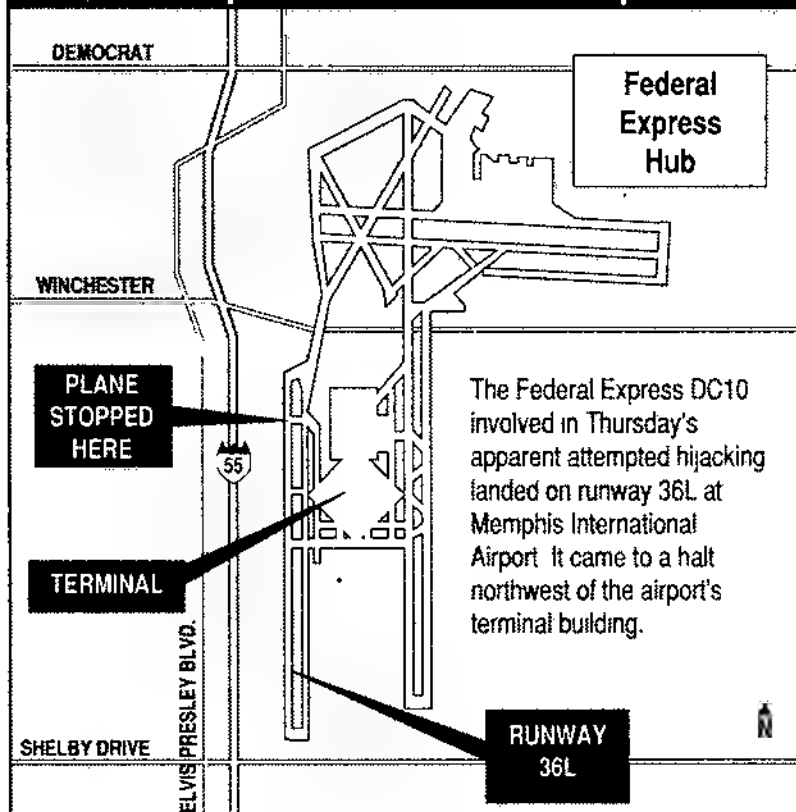 DEMOCRAT
Federal
Express
Hub
WINCHESTER
PLANE
STOPPED
HERE
55
The Federal Express DC10
involved in Thursday's
apparent attempted hijacking
landed on runway 36L at
Memphis International
Airport It came to a halt
northwest of the airport's
terminal building.
TERMINAL
ELVIS PRESLEY BLVD.
RUNWAY
36L
N
SHELBY DRIVE